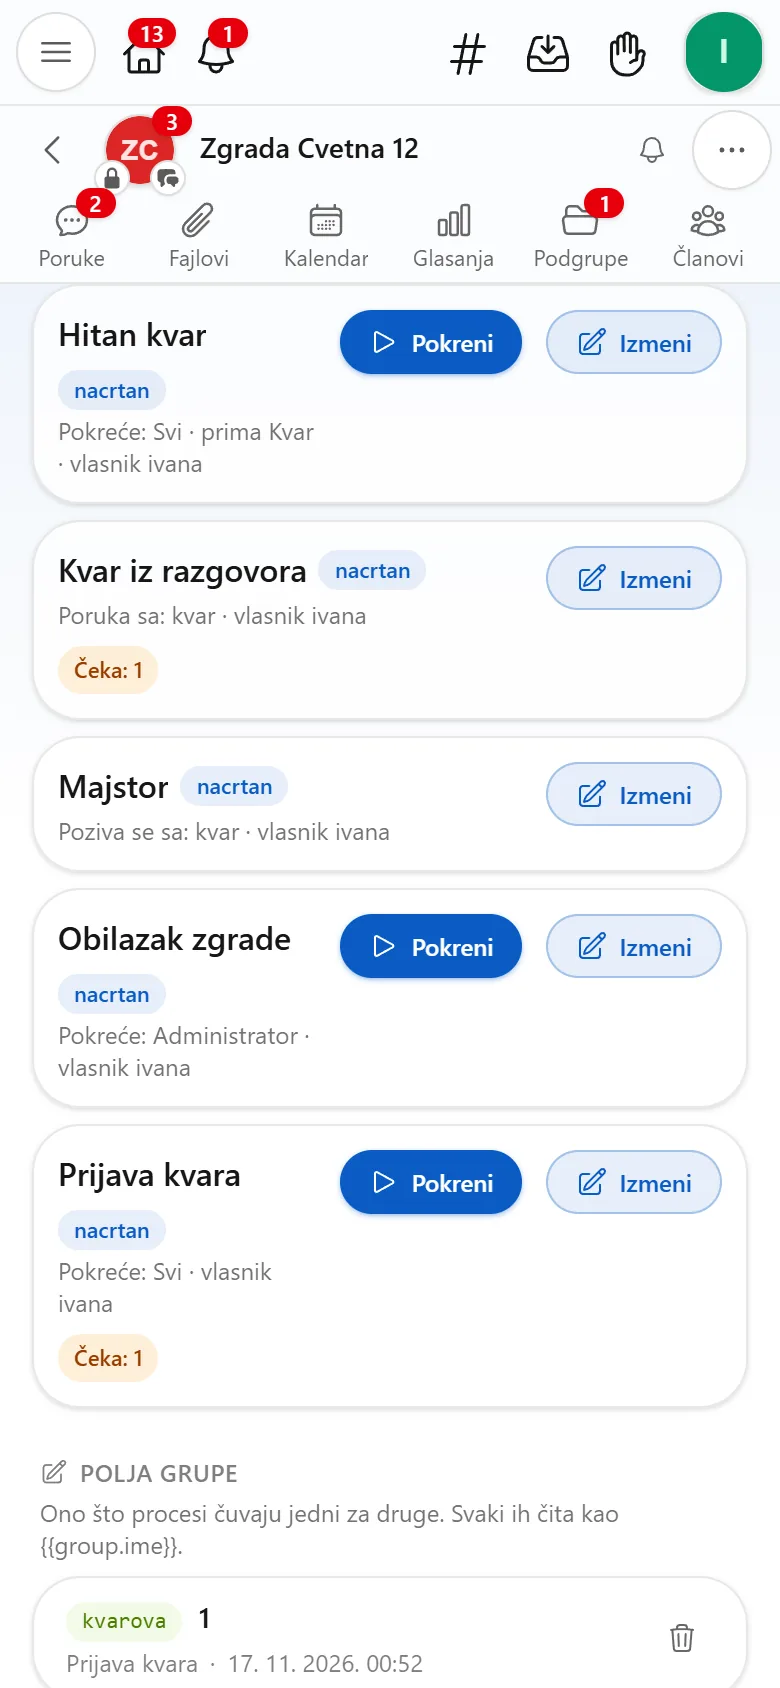 13
1
I
ZC
3
Zgrada Cvetna 12
2
1
Poruke
Fajlovi
Kalendar
Glasanja
Podgrupe
Članovi
Hitan kvar
Pokreni
Izmeni
nacrtan
Pokreće: Svi · prima Kvar
· vlasnik ivana
Kvar iz razgovora
nacrtan
Izmeni
Poruka sa: kvar · vlasnik ivana
Čeka: 1
Majstor
nacrtan
Izmeni
Poziva se sa: kvar · vlasnik ivana
Obilazak zgrade
Pokreni
Izmeni
nacrtan
Pokreće: Administrator ·
vlasnik ivana
Prijava kvara
Pokreni
Izmeni
nacrtan
Pokreće: Svi · vlasnik
ivana
Čeka: 1
POLJA GRUPE
Ono što procesi čuvaju jedni za druge. Svaki ih čita kao
{{group.ime}}.
kvarova
1
Prijava kvara · 17. 11. 2026. 00:52